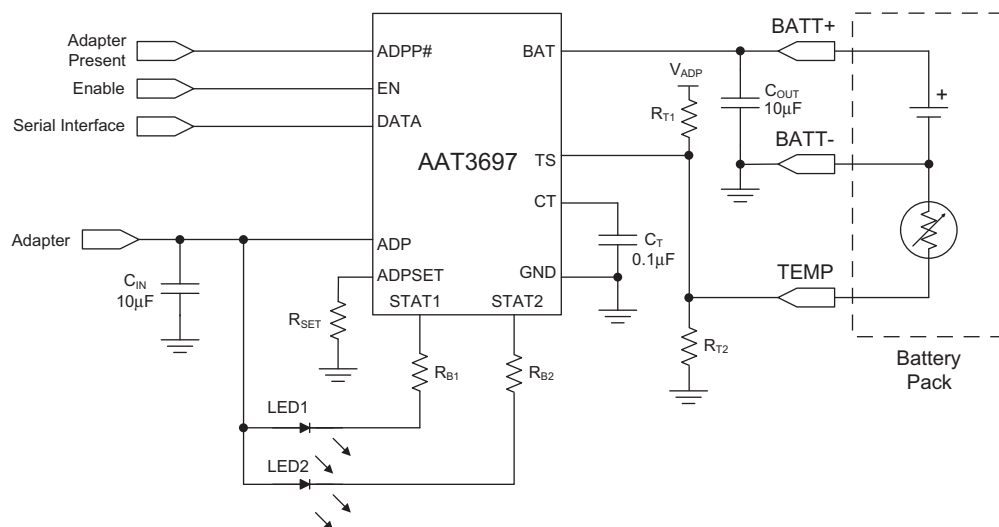 Adapter
Present
Enable
Serial Interface
Adapter
C_IN
10μF
ADPP#
EN
DATA
AAT3697
ADP
ADPSET
STAT1
STAT2
BAT
TS
CT
GND
R_SET
R_B1
R_B2
LED1
LED2
V_ADP
R_T1
C_T
0.1μF
R_T2
C_OUT
10μF
BATT+
BATT-
TEMP
+
Battery
Pack